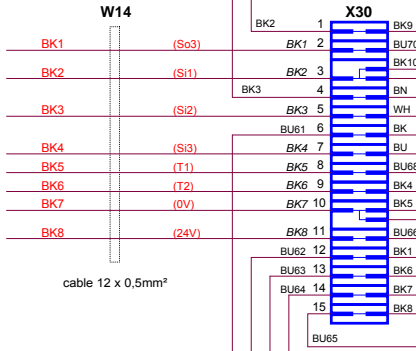 W14 X30
BK2 1 BK9
BK1 (So3) BK1 2 BU70
BK10
BK2 (Si1) BK2 3
BK3 4 BN
BK3 (Si2) BK3 5 WH
BU61 6 BK
BK4 (Si3) BK4 7 BU
BK5 (T1) BK5 8 BU68
BK6 (T2) BK6 9 BK4
BK7 (0V) BK7 10 BK5
BK8 (24V) BK8 11 BU66
BU62 12 BK1
cable 12 x 0,5mm² BU63 13 BK6
BU64 14 BK7
15 BK8
BU65